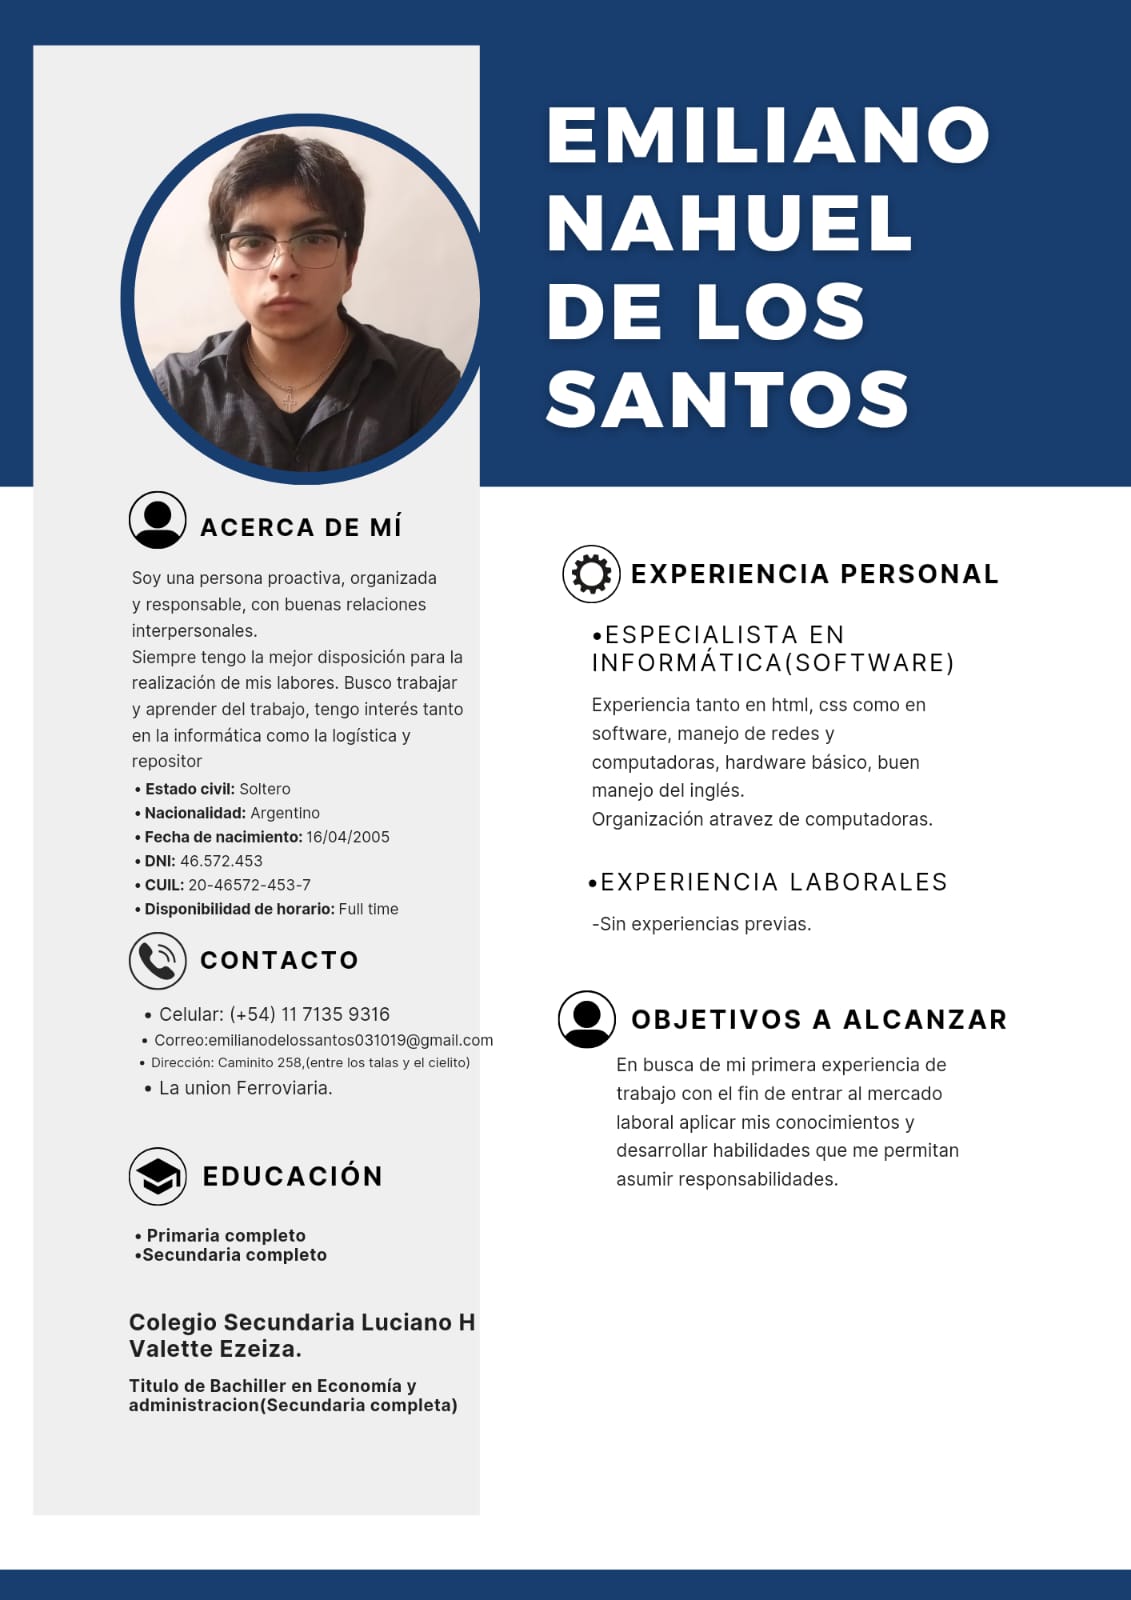 EMILIANO
NAHUEL
DE LOS
SANTOS
ACERCA DE MÍ
Soy una persona proactiva, organizada
y responsable, con buenas relaciones
interpersonales.
Siempre tengo la mejor disposición para la
realización de mis labores. Busco trabajar
y aprender del trabajo, tengo interés tanto
en la informática como la logística y
repositor
• Estado civil: Soltero
• Nacionalidad: Argentino
• Fecha de nacimiento: 16/04/2005
• DNI: 46.572.453
• CUIL: 20-46572-453-7
• Disponibilidad de horario: Full time
CONTACTO
• Celular: (+54) 11 7135 9316
• Correo:emilianodelossantos031019@gmail.com
• Dirección: Caminito 258,(entre los talas y el cielito)
• La union Ferroviaria.
EDUCACIÓN
• Primaria completo
•Secundaria completo
Colegio Secundaria Luciano H
Valette Ezeiza.
Titulo de Bachiller en Economía y
administracion(Secundaria completa)
EXPERIENCIA PERSONAL
•ESPECIALISTA EN
INFORMÁTICA(SOFTWARE)
Experiencia tanto en html, css como en
software, manejo de redes y
computadoras, hardware básico, buen
manejo del inglés.
Organización atravez de computadoras.
•EXPERIENCIA LABORALES
-Sin experiencias previas.
OBJETIVOS A ALCANZAR
En busca de mi primera experiencia de
trabajo con el fin de entrar al mercado
laboral aplicar mis conocimientos y
desarrollar habilidades que me permitan
asumir responsabilidades.